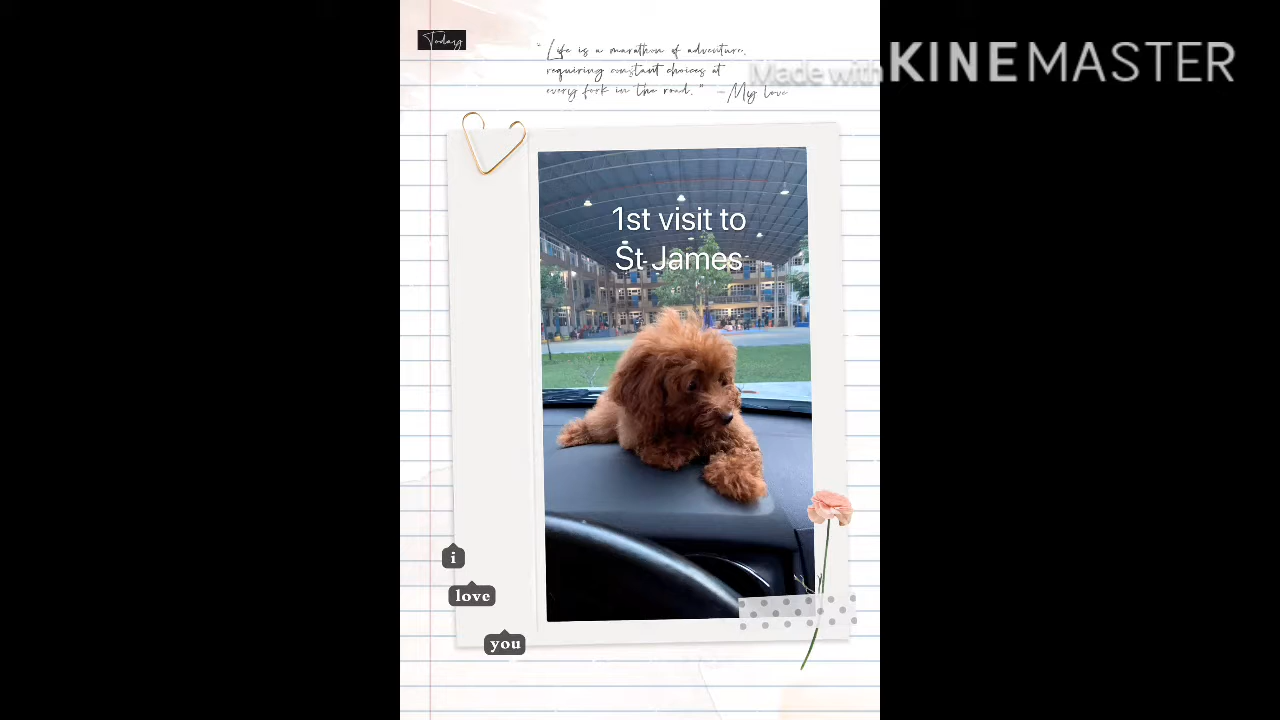 Today
" Life is a marathon of adventure,
requiring constant choices at
every fork in the road. " - My love
Made with KINEMASTER
1st visit to
St James
i
love
you